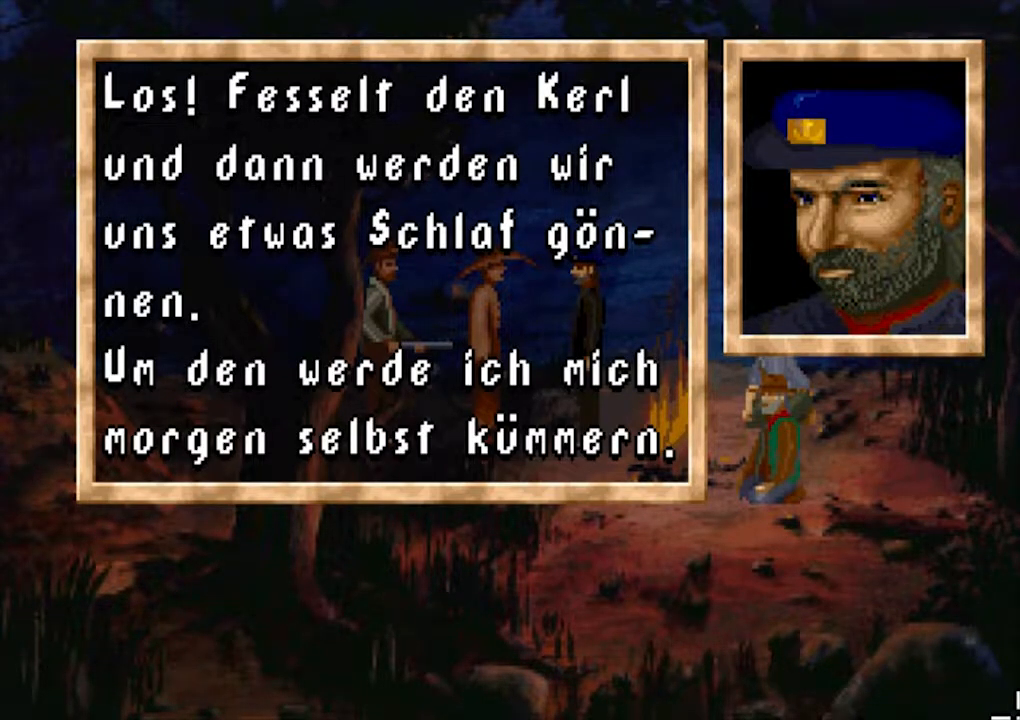 Los! Fesselt den Kerl
und dann werden wir
uns etwas Schlaf gön-
nen.
Um den werde ich mich
morgen selbst kümmern.